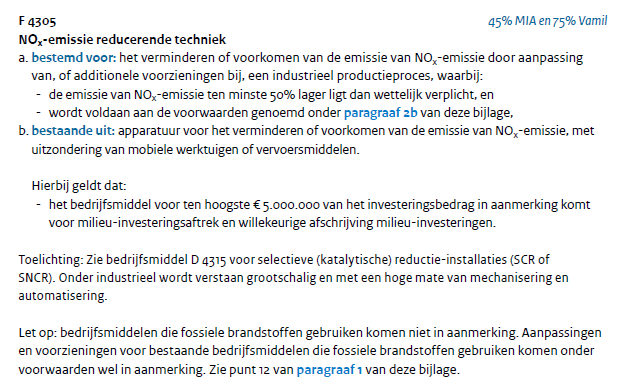 F 4305 45% MIA en 75% Vamil
NOx-emissie reducerende techniek
a. bestemd voor: het verminderen of voorkomen van de emissie van NOx-emissie door aanpassing
van, of additionele voorzieningen bij, een industrieel productieproces, waarbij:
- de emissie van NOx-emissie ten minste 50% lager ligt dan wettelijk verplicht, en
- wordt voldaan aan de voorwaarden genoemd onder paragraaf 2b van deze bijlage,
b. bestaande uit: apparatuur voor het verminderen of voorkomen van de emissie van NOx-emissie, met
uitzondering van mobiele werktuigen of vervoersmiddelen.
Hierbij geldt dat:
- het bedrijfsmiddel voor ten hoogste € 5.000.000 van het investeringsbedrag in aanmerking komt
voor milieu-investeringsaftrek en willekeurige afschrijving milieu-investeringen.
Toelichting: Zie bedrijfsmiddel D 4315 voor selectieve (katalytische) reductie-installaties (SCR of
SNCR). Onder industrieel wordt verstaan grootschalig en met een hoge mate van mechanisering en
automatisering.
Let op: bedrijfsmiddelen die fossiele brandstoffen gebruiken komen niet in aanmerking. Aanpassingen
en voorzieningen voor bestaande bedrijfsmiddelen die fossiele brandstoffen gebruiken komen onder
voorwaarden wel in aanmerking. Zie punt 12 van paragraaf 1 van deze bijlage.